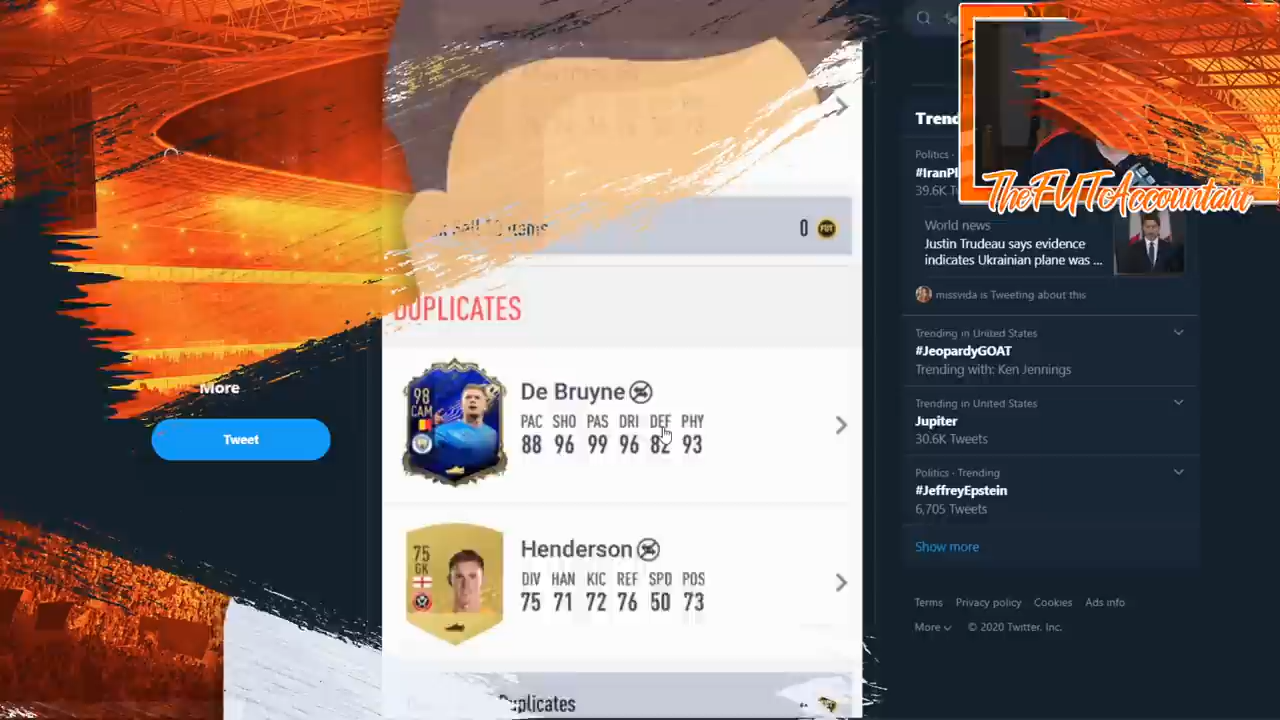 TheFUTAccountant
Trend
Politics ·
#IranPl
39.6K T
World news
Justin Trudeau says evidence
indicates Ukrainian plane was ...
missvida is Tweeting about this
Trending in United States
#JeopardyGOAT
Trending with: Ken Jennings
Trending in United States
Jupiter
30.6K Tweets
Politics · Trending
#JeffreyEpstein
6,705 Tweets
Show more
Terms Privacy policy Cookies Ads info
More © 2020 Twitter, Inc.
More
Tweet
0 FUT
DUPLICATES
98
CAM
De Bruyne
PAC SHO PAS DRI DEF PHY
88 96 99 96 82 93
75
GK
Henderson
DIV HAN KIC REF SPD POS
75 71 72 76 50 73
uplicates